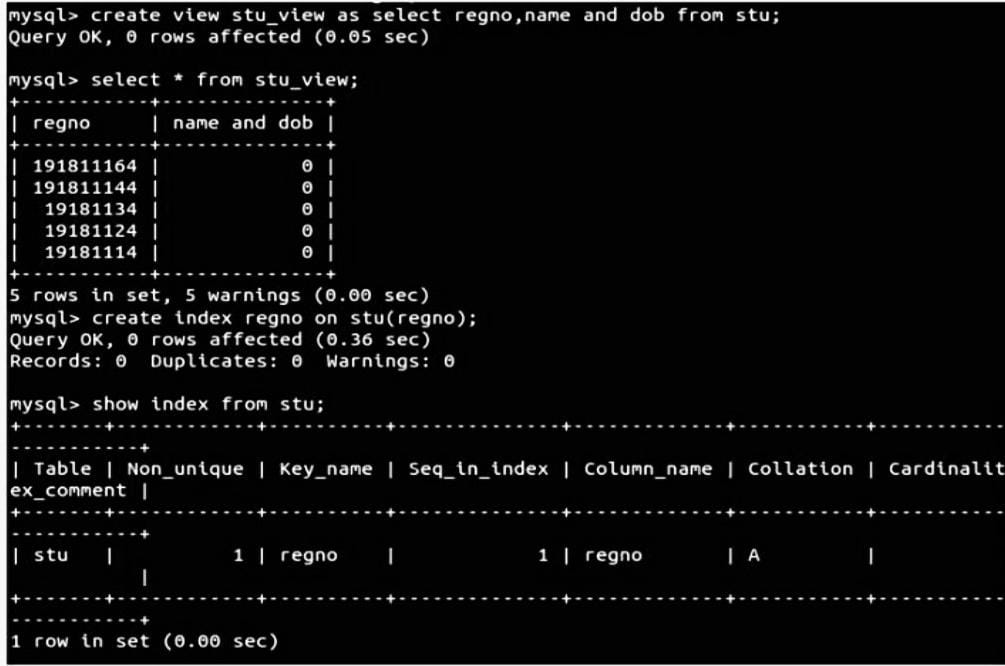 mysql> create view stu_view as select regno,name and dob from stu;
Query OK, 0 rows affected (0.05 sec)
mysql> select * from stu_view;
+-----------+--------------+
| regno     | name and dob |
+-----------+--------------+
| 191811164 |            0 |
| 191811144 |            0 |
|  19181134 |            0 |
|  19181124 |            0 |
|  19181114 |            0 |
+-----------+--------------+
5 rows in set, 5 warnings (0.00 sec)
mysql> create index regno on stu(regno);
Query OK, 0 rows affected (0.36 sec)
Records: 0  Duplicates: 0  Warnings: 0
mysql> show index from stu;
+-------+------------+----------+--------------+-------------+-----------+-----------
-----------+
| Table | Non_unique | Key_name | Seq_in_index | Column_name | Collation | Cardinalit
ex_comment |
+-------+------------+----------+--------------+-------------+-----------+-----------
-----------+
| stu   |          1 | regno    |            1 | regno       | A         |
           |
+-------+------------+----------+--------------+-------------+-----------+-----------
-----------+
1 row in set (0.00 sec)